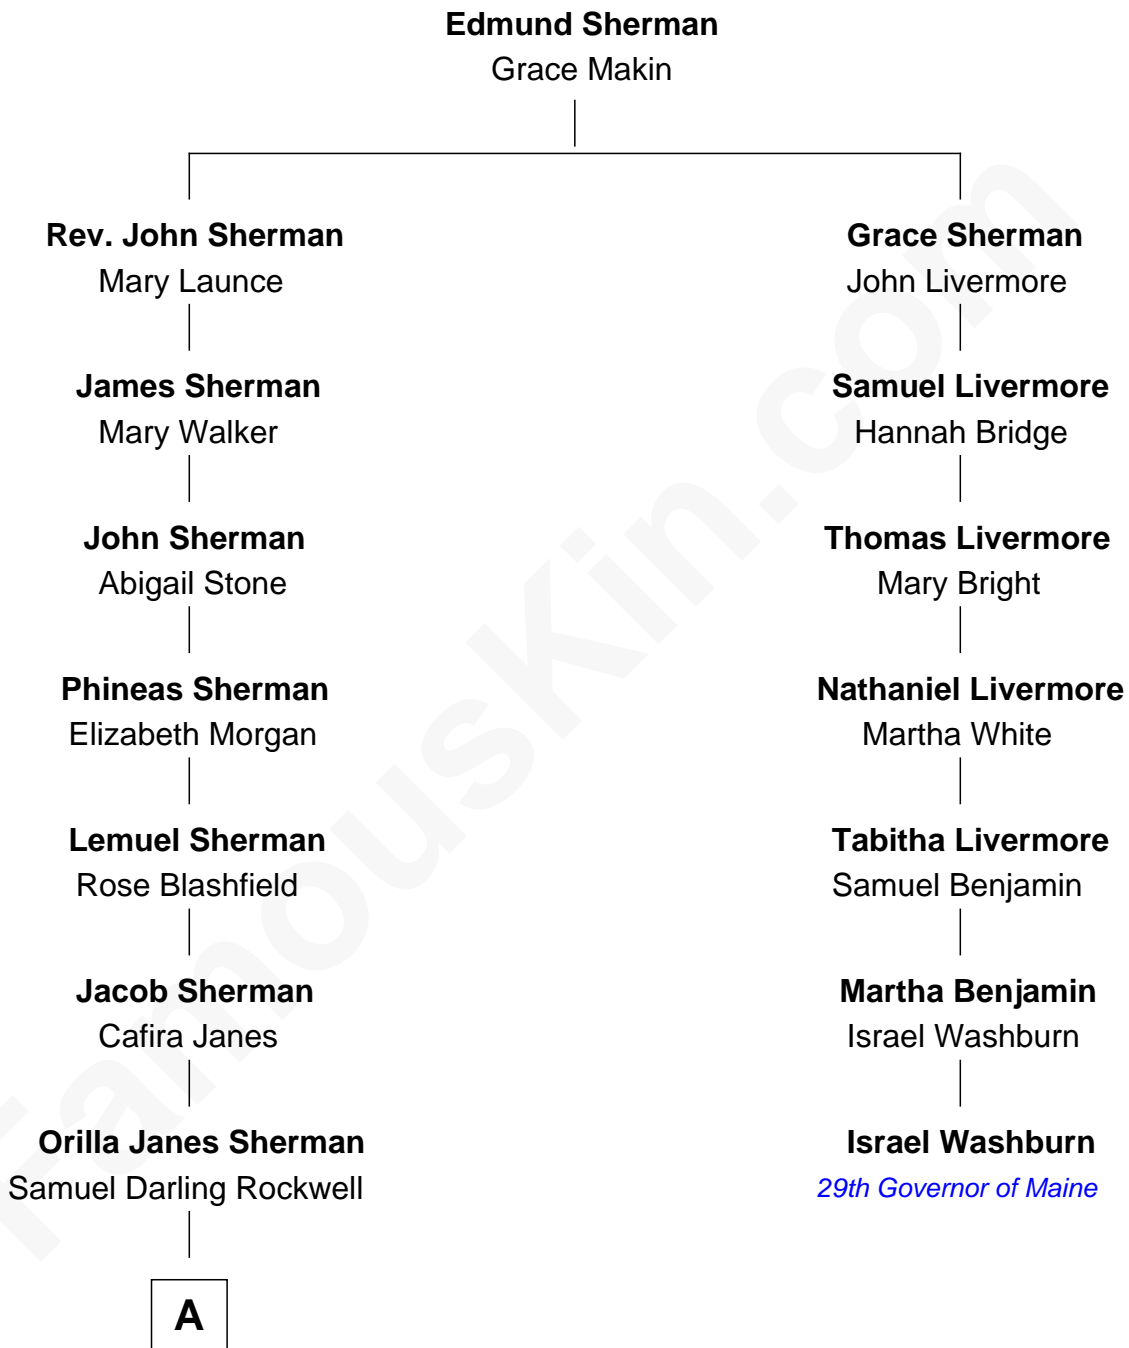 Edmund Sherman
Grace Makin
Rev. John Sherman
Mary Launce
Grace Sherman
John Livermore
James Sherman
Mary Walker
Samuel Livermore
Hannah Bridge
John Sherman
Abigail Stone
Thomas Livermore
Mary Bright
Phineas Sherman
Elizabeth Morgan
Nathaniel Livermore
Martha White
Lemuel Sherman
Rose Blashfield
Tabitha Livermore
Samuel Benjamin
Jacob Sherman
Cafira Janes
Martha Benjamin
Israel Washburn
Orilla Janes Sherman
Samuel Darling Rockwell
Israel Washburn
29th Governor of Maine
A
FamousKin.com